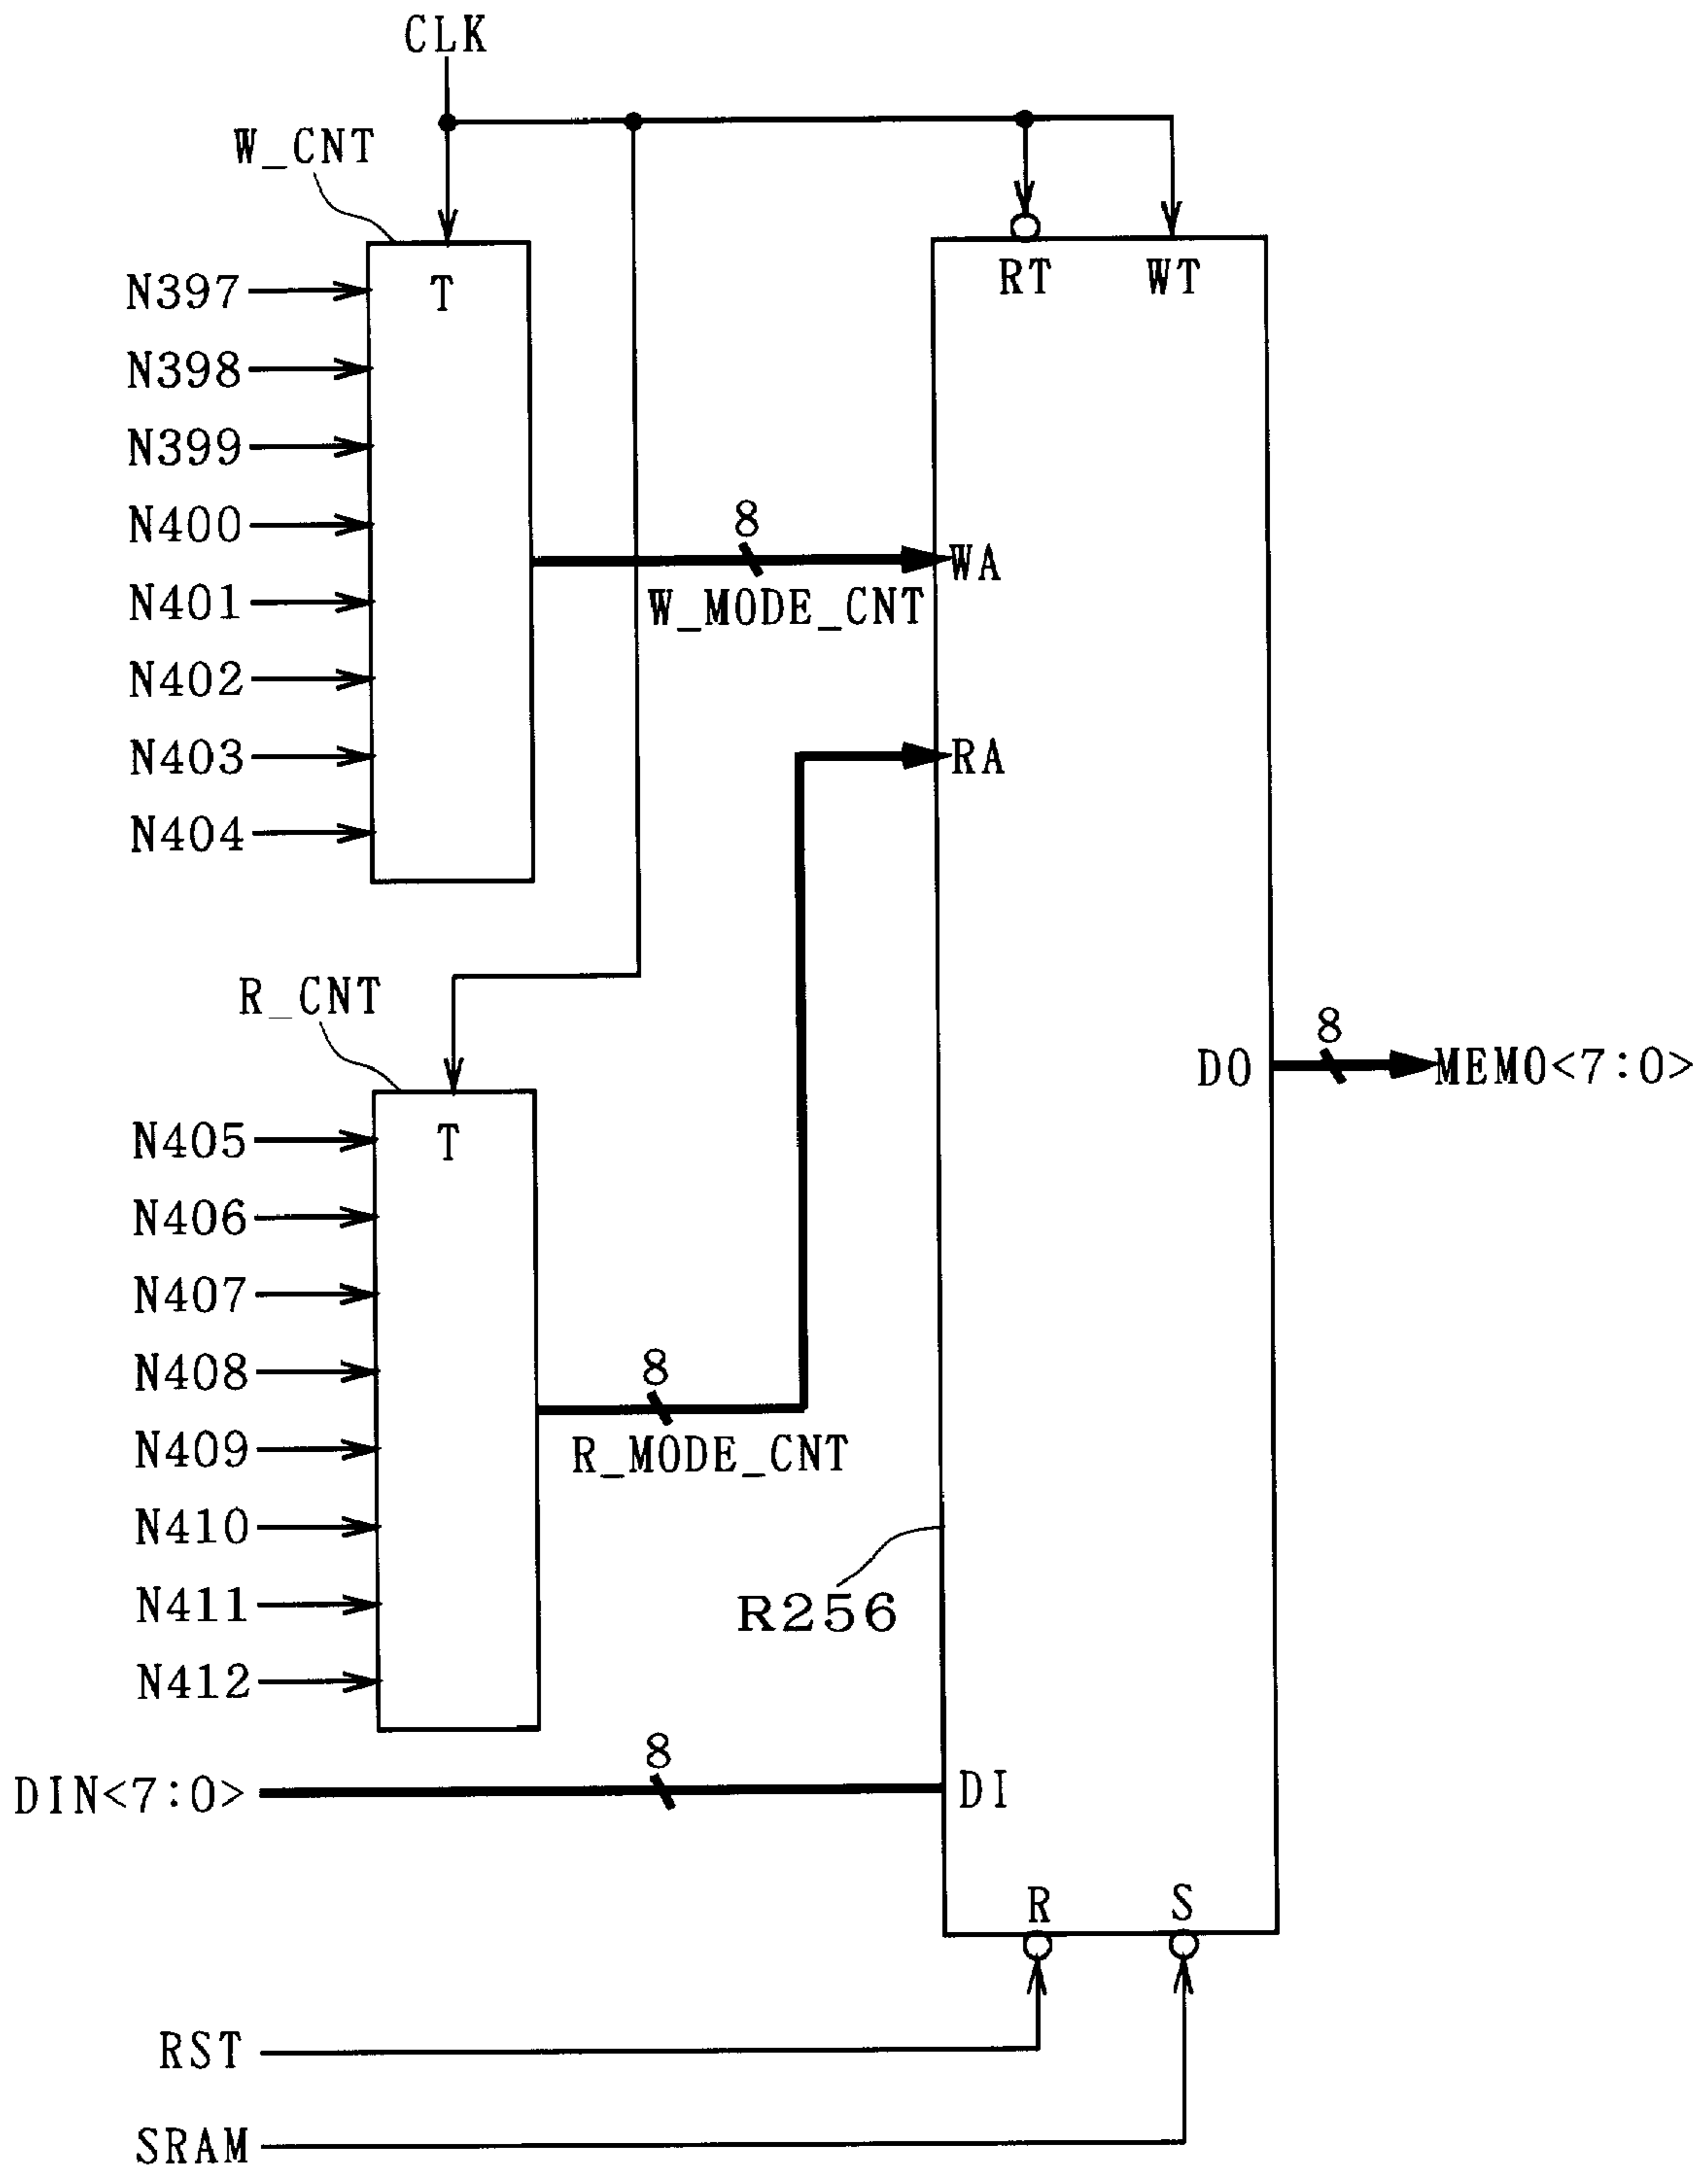 CLK
W_CNT
T
N397
N398
N399
N400
N401
N402
N403
N404
RT
WT
8
WA
W_MODE_CNT
RA
R_CNT
T
N405
N406
N407
N408
N409
N410
N411
N412
8
R_MODE_CNT
DO
8
MEMO<7:0>
R256
DIN<7:0>
8
DI
R
S
RST
SRAM